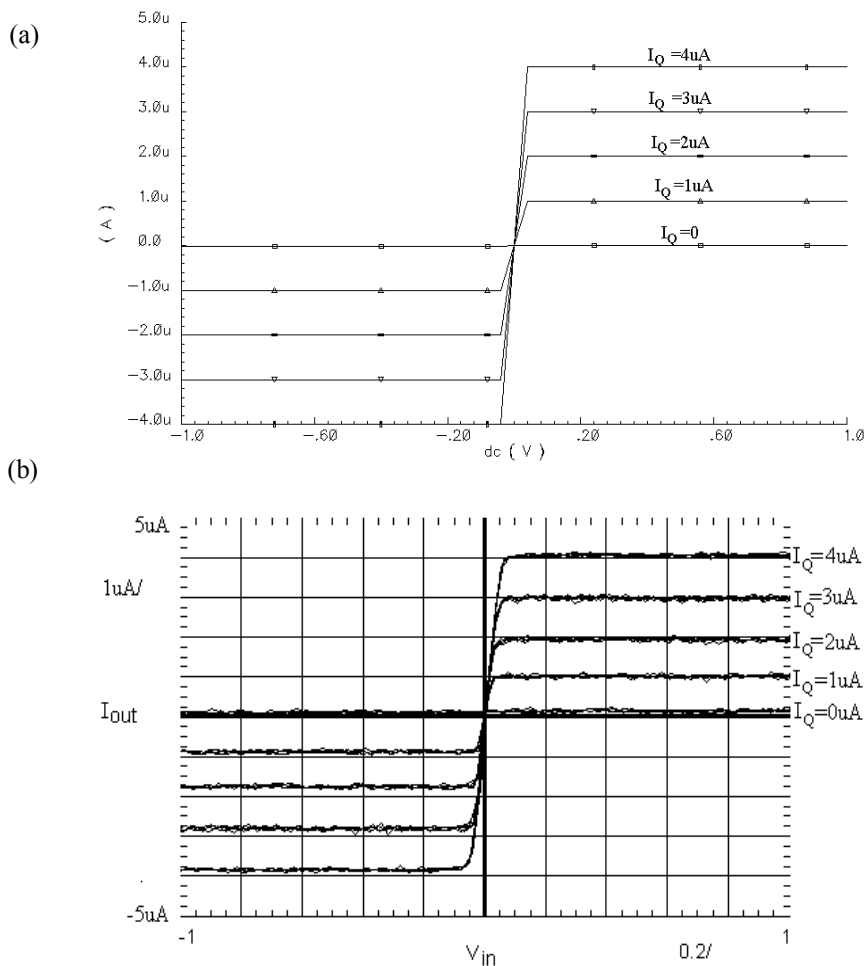 (a)
5.0u
4.0u
3.0u
2.0u
1.0u
0.0
-1.0u
-2.0u
-3.0u
-4.0u
( A )
I_Q =4uA
I_Q =3uA
I_Q =2uA
I_Q =1uA
I_Q =0
-1.0
-.60
-.20
.20
.60
1.0
dc ( V )
(b)
5uA
1uA/
Iout
-5uA
I_Q=4uA
I_Q=3uA
I_Q=2uA
I_Q=1uA
I_Q=0uA
-1
Vin
0.2/
1